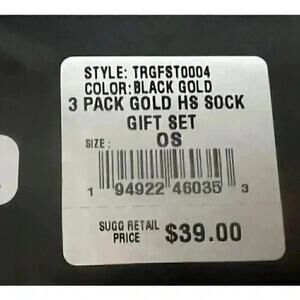 STYLE: TRGFST0004
COLOR: BLACK GOLD
3 PACK GOLD HS SOCK
GIFT SET
SIZE: OS
1 94922 46035 3
SUGG RETAIL
PRICE $39.00